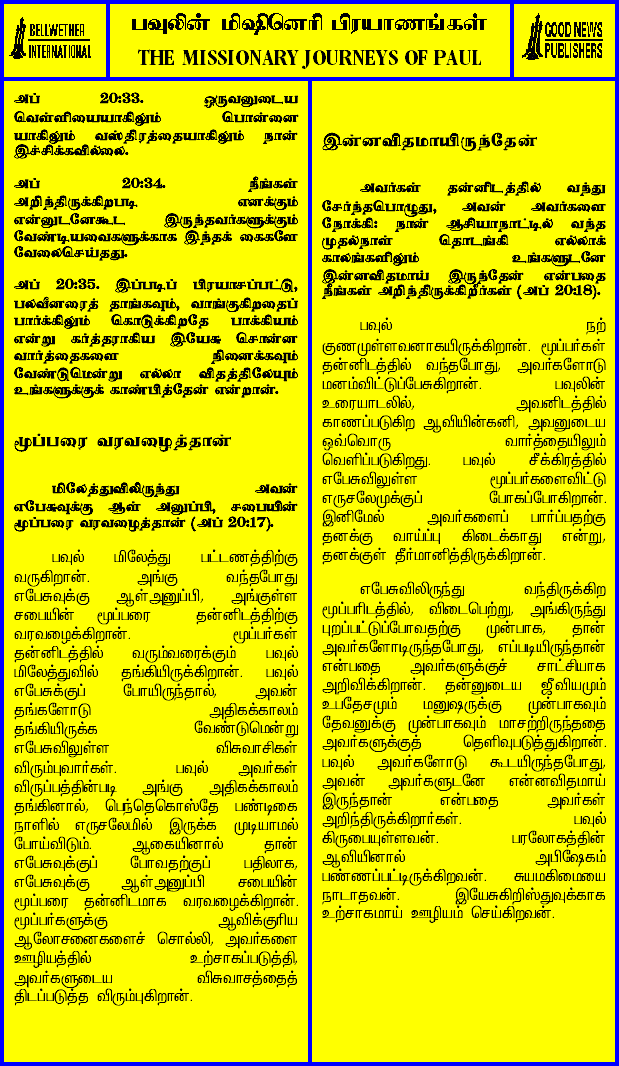 BELLWETHER
INTERNATIONAL
பவுலின் மிஷினெரி பிரயாணங்கள்
THE MISSIONARY JOURNEYS OF PAUL
GOOD NEWS
PUBLISHERS
அப் 20:33. ஒருவனுடைய
வெள்ளியையாகிலும் பொன்னை
யாகிலும் வஸ்திரத்தையாகிலும் நான்
இச்சிக்கவில்லை.
அப் 20:34. நீங்கள்
அறிந்திருக்கிறபடி எனக்கும்
என்னுடனேகூட இருந்தவர்களுக்கும்
வேண்டியவைகளுக்காக இந்தக் கைகளே
வேலைசெய்தது.
அப் 20:35. இப்படிப் பிரயாசப்பட்டு,
பலவீனரைத் தாங்கவும், வாங்குகிறதைப்
பார்க்கிலும் கொடுக்கிறதே பாக்கியம்
என்று கர்த்தராகிய இயேசு சொன்ன
வார்த்தைகளை நினைக்கவும்
வேண்டுமென்று எல்லா விதத்திலேயும்
உங்களுக்குக் காண்பித்தேன் என்றான்.
மூப்பரை வரவழைத்தான்
மிலேத்துவிலிருந்து அவன்
எபேசுவுக்கு ஆள் அனுப்பி, சபையின்
மூப்பரை வரவழைத்தான் (அப் 20:17).
பவுல் மிலேத்து பட்டணத்திற்கு
வருகிறான். அங்கு வந்தபோது
எபேசுவுக்கு ஆள்அனுப்பி, அங்குள்ள
சபையின் மூப்பரை தன்னிடத்திற்கு
வரவழைக்கிறான். மூப்பர்கள்
தன்னிடத்தில் வரும்வரைக்கும் பவுல்
மிலேத்துவில் தங்கியிருக்கிறான். பவுல்
எபேசுக்குப் போயிருந்தால், அவன்
தங்களோடு அதிகக்காலம்
தங்கியிருக்க வேண்டுமென்று
எபேசுவிலுள்ள விசுவாசிகள்
விரும்புவார்கள். பவுல் அவர்கள்
விருப்பத்தின்படி அங்கு அதிகக்காலம்
தங்கினால், பெந்தெகொஸ்தே பண்டிகை
நாளில் எருசலேமில் இருக்க முடியாமல்
போய்விடும். ஆகையினால் தான்
எபேசுவுக்குப் போவதற்குப் பதிலாக,
எபேசுவுக்கு ஆள்அனுப்பி சபையின்
மூப்பரை தன்னிடமாக வரவழைக்கிறான்.
மூப்பர்களுக்கு ஆவிக்குரிய
ஆலோசனைகளைச் சொல்லி, அவர்களை
ஊழியத்தில் உற்சாகப்படுத்தி,
அவர்களுடைய விசுவாசத்தைத்
திடப்படுத்த விரும்புகிறான்.
இன்னவிதமாயிருந்தேன்
அவர்கள் தன்னிடத்தில் வந்து
சேர்ந்தபொழுது, அவன் அவர்களை
நோக்கி: நான் ஆசியாநாட்டில் வந்த
முதல்நாள் தொடங்கி எல்லாக்
காலங்களிலும் உங்களுடனே
இன்னவிதமாய் இருந்தேன் என்பதை
நீங்கள் அறிந்திருக்கிறீர்கள் (அப் 20:18).
பவுல் நற்
குணமுள்ளவனாகயிருக்கிறான். மூப்பர்கள்
தன்னிடத்தில் வந்தபோது, அவர்களோடு
மனம்விட்டுப்பேசுகிறான். பவுலின்
உரையாடலில், அவனிடத்தில்
காணப்படுகிற ஆவியின்கனி, அவனுடைய
ஒவ்வொரு வார்த்தையிலும்
வெளிப்படுகிறது. பவுல் சீக்கிரத்தில்
எபேசுவிலுள்ள மூப்பர்களைவிட்டு
எருசலேமுக்குப் போகப்போகிறான்.
இனிமேல் அவர்களைப் பார்ப்பதற்கு
தனக்கு வாய்ப்பு கிடைக்காது என்று,
தனக்குள் தீர்மானித்திருக்கிறான்.
எபேசுவிலிருந்து வந்திருக்கிற
மூப்பரிடத்தில், விடைபெற்று, அங்கிருந்து
புறப்பட்டுப்போவதற்கு முன்பாக, தான்
அவர்களோடிருந்தபோது, எப்படியிருந்தான்
என்பதை அவர்களுக்குச் சாட்சியாக
அறிவிக்கிறான். தன்னுடைய ஜீவியமும்
உபதேசமும் மனுஷருக்கு முன்பாகவும்
தேவனுக்கு முன்பாகவும் மாசற்றிருந்ததை
அவர்களுக்குத் தெளிவுபடுத்துகிறான்.
பவுல் அவர்களோடு கூடயிருந்தபோது,
அவன் அவர்களுடனே என்னவிதமாய்
இருந்தான் என்பதை அவர்கள்
அறிந்திருக்கிறார்கள். பவுல்
கிருபையுள்ளவன். பரலோகத்தின்
ஆவியினால் அபிஷேகம்
பண்ணப்பட்டிருக்கிறவன். சுயமகிமையை
நாடாதவன். இயேசுகிறிஸ்துவுக்காக
உற்சாகமாய் ஊழியம் செய்கிறவன்.